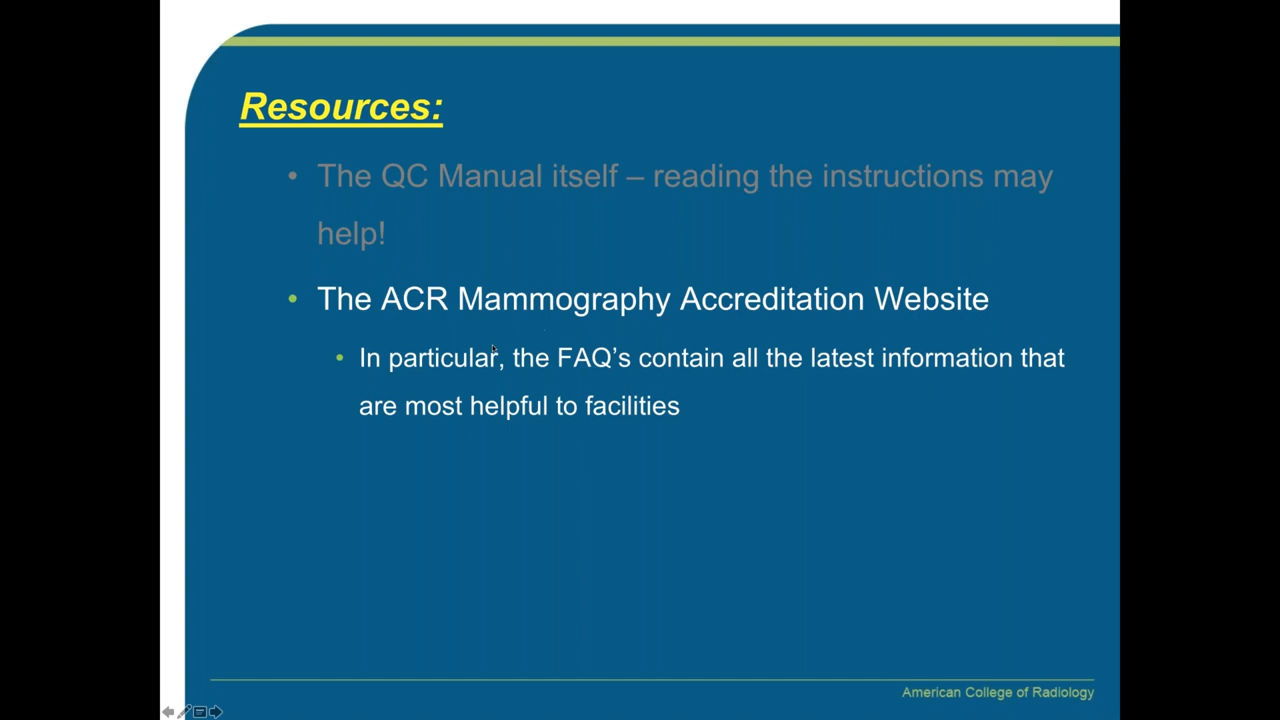 Resources:
• The QC Manual itself – reading the instructions may
help!
• The ACR Mammography Accreditation Website
• In particular, the FAQ’s contain all the latest information that
are most helpful to facilities
American College of Radiology